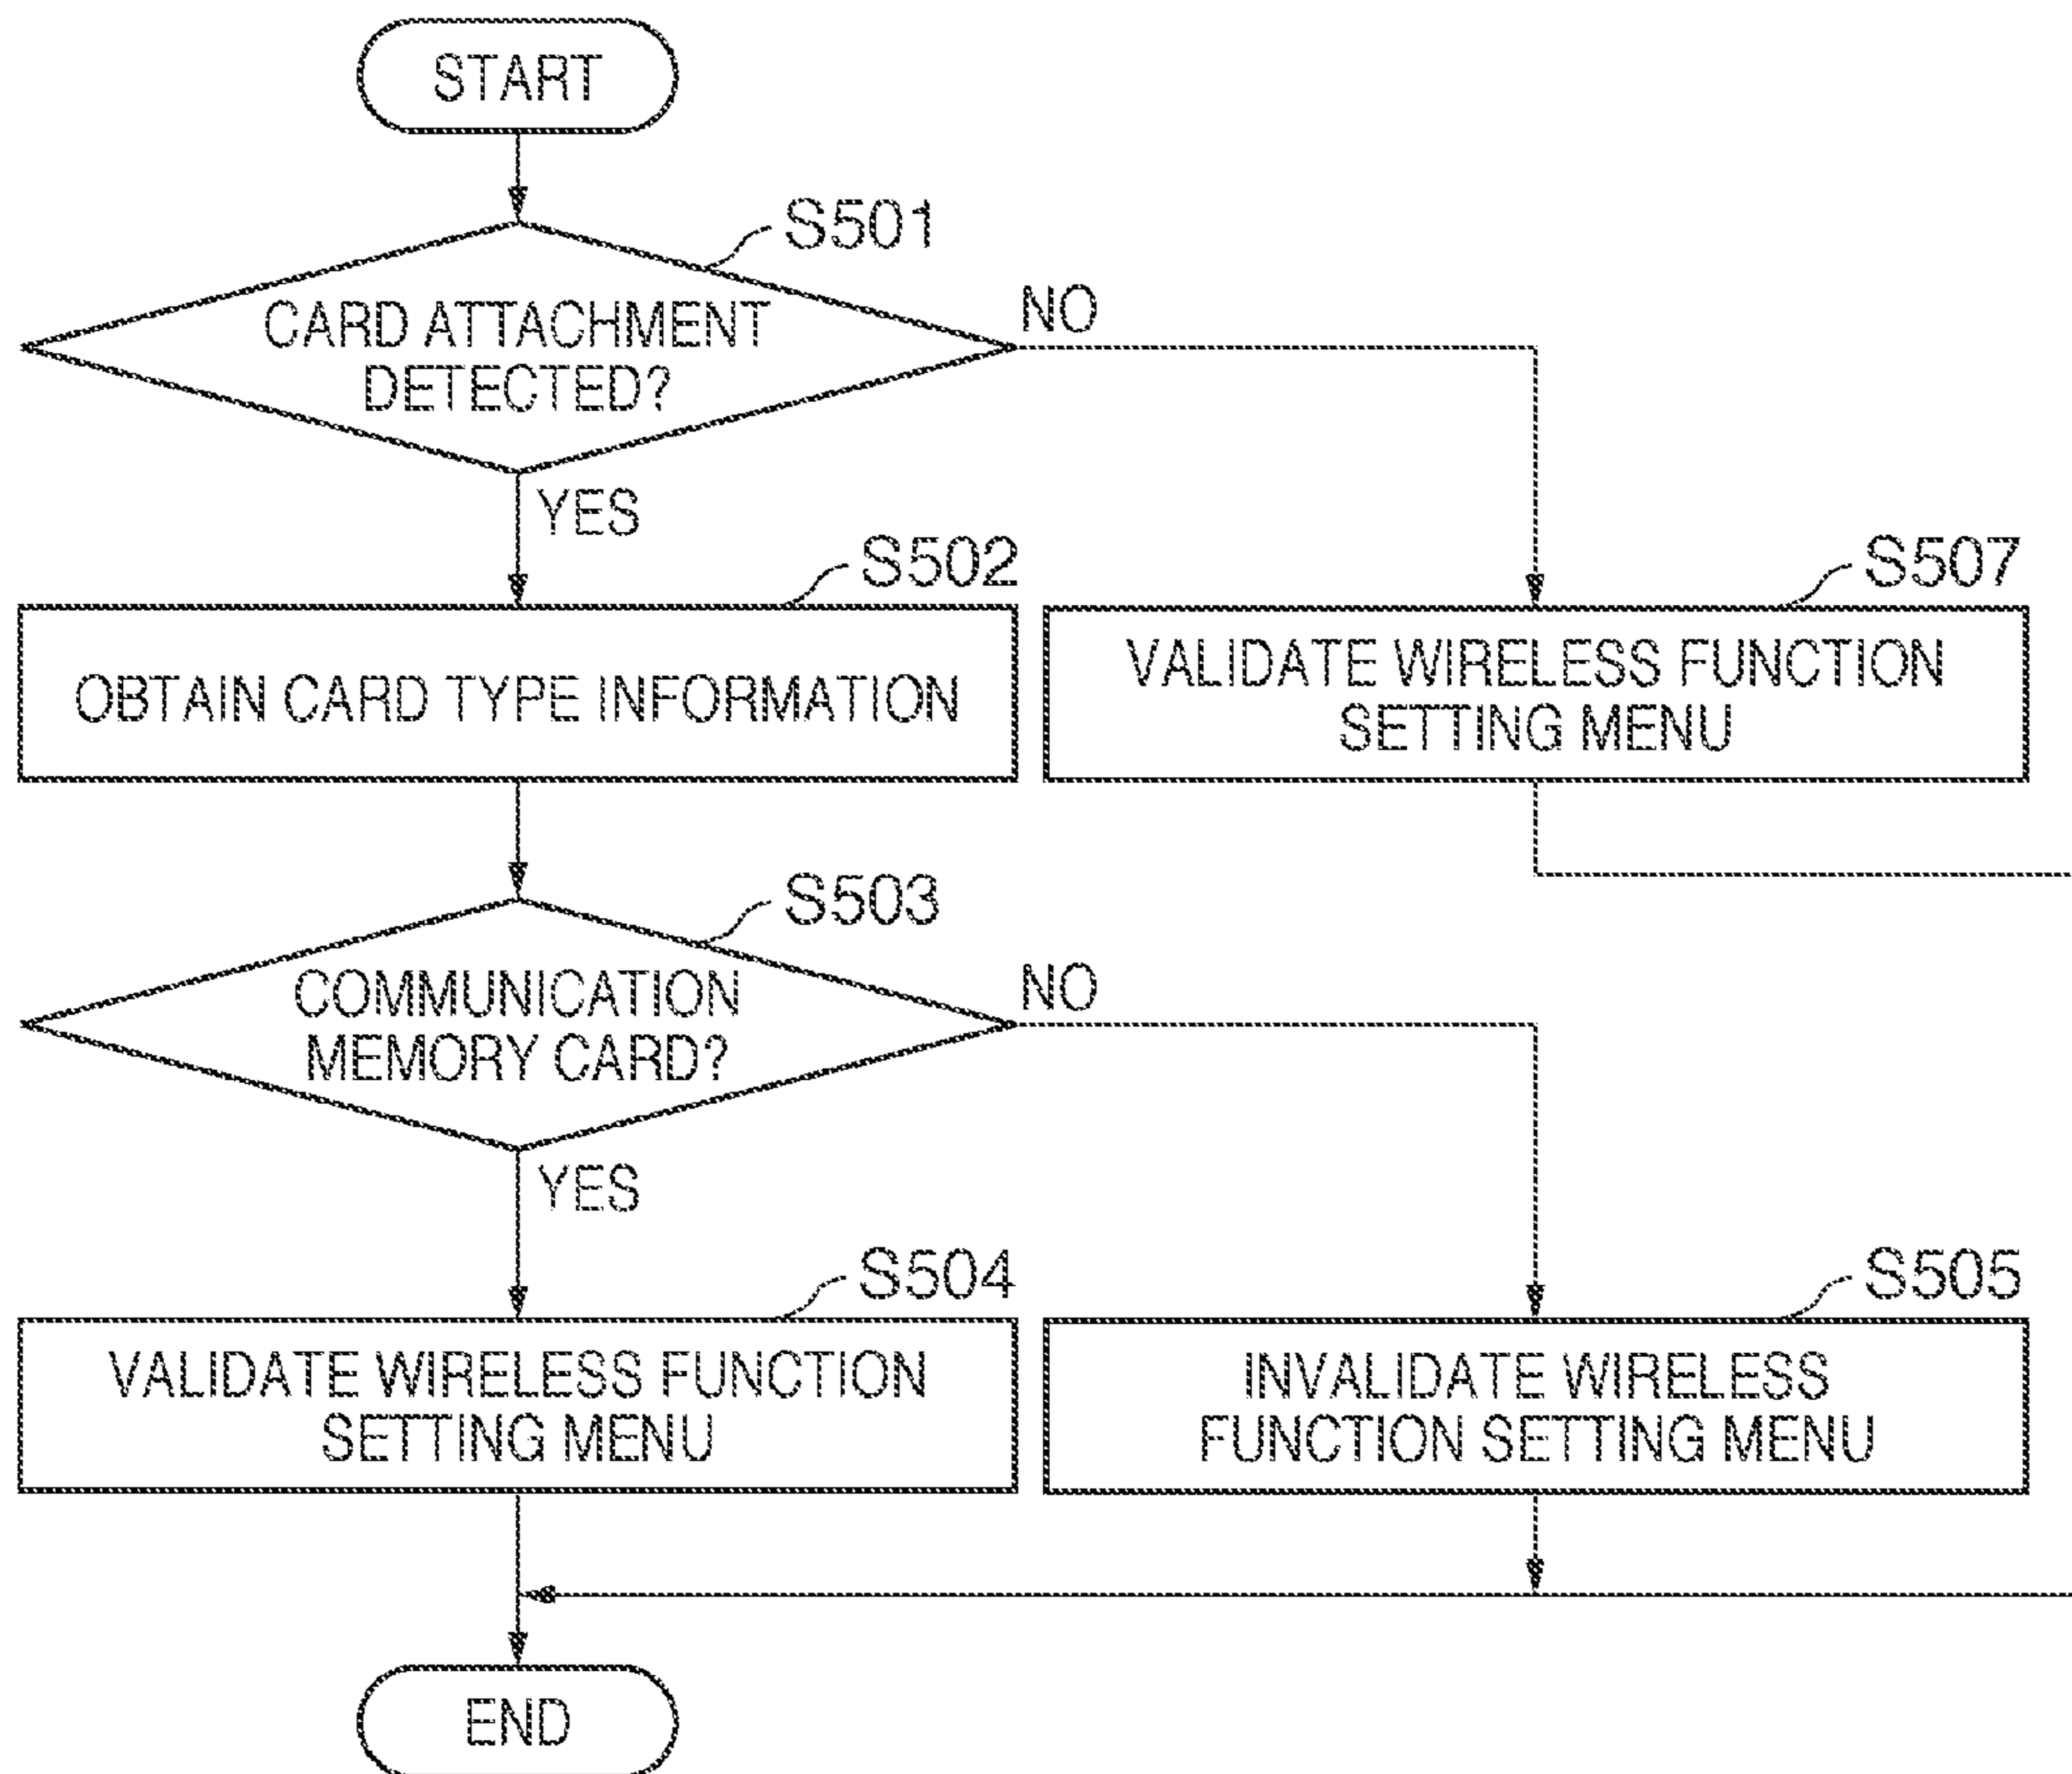 START
S501
CARD ATTACHMENT
DETECTED?
NO
YES
S502
OBTAIN CARD TYPE INFORMATION
S507
VALIDATE WIRELESS FUNCTION
SETTING MENU
S503
COMMUNICATION
MEMORY CARD?
NO
YES
S504
VALIDATE WIRELESS FUNCTION
SETTING MENU
S505
INVALIDATE WIRELESS
FUNCTION SETTING MENU
END